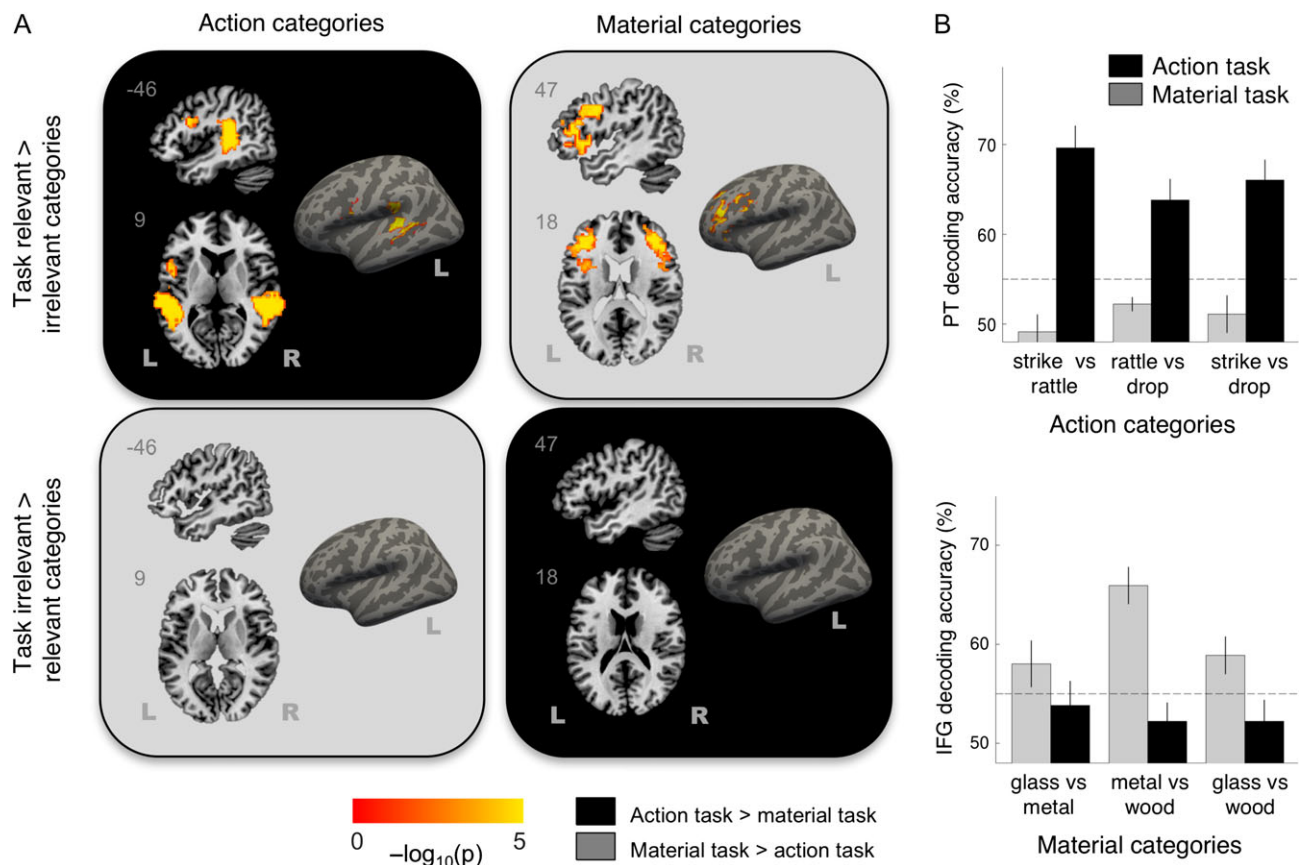 A
Action categories
Material categories
Task relevant >
irrelevant categories
-46
9
L
R
L
47
18
L
R
L
Task irrelevant >
relevant categories
-46
9
L
R
L
47
18
L
R
L
0
5
–log10(p)
Action task > material task
Material task > action task
B
Action task
Material task
PT decoding accuracy (%)
70
60
50
strike vs
rattle
rattle vs
drop
strike vs
drop
Action categories
IFG decoding accuracy (%)
70
60
50
glass vs
metal
metal vs
wood
glass vs
wood
Material categories